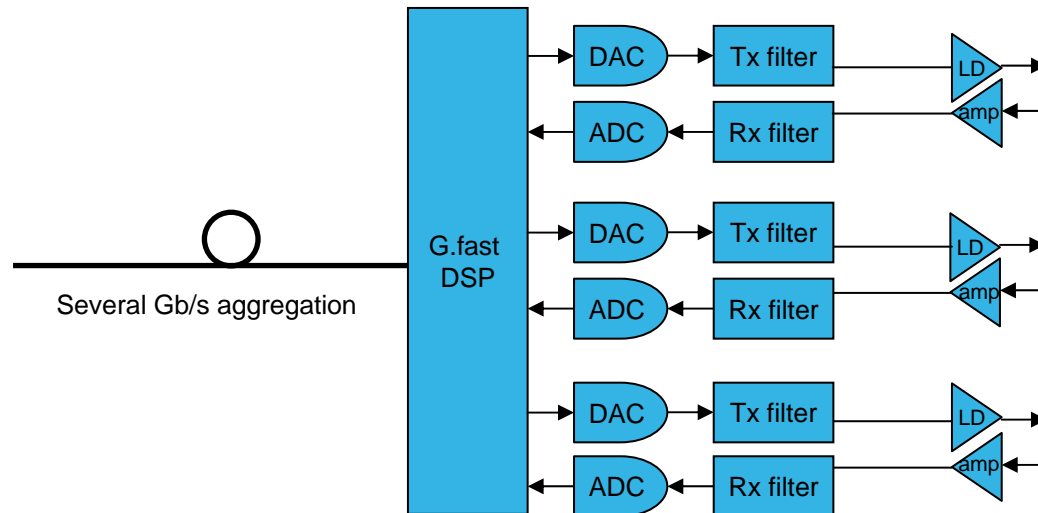 DAC
Tx filter
LD
ADC
Rx filter
amp
Several Gb/s aggregation
G.fast
DSP
DAC
Tx filter
LD
ADC
Rx filter
amp
DAC
Tx filter
LD
ADC
Rx filter
amp